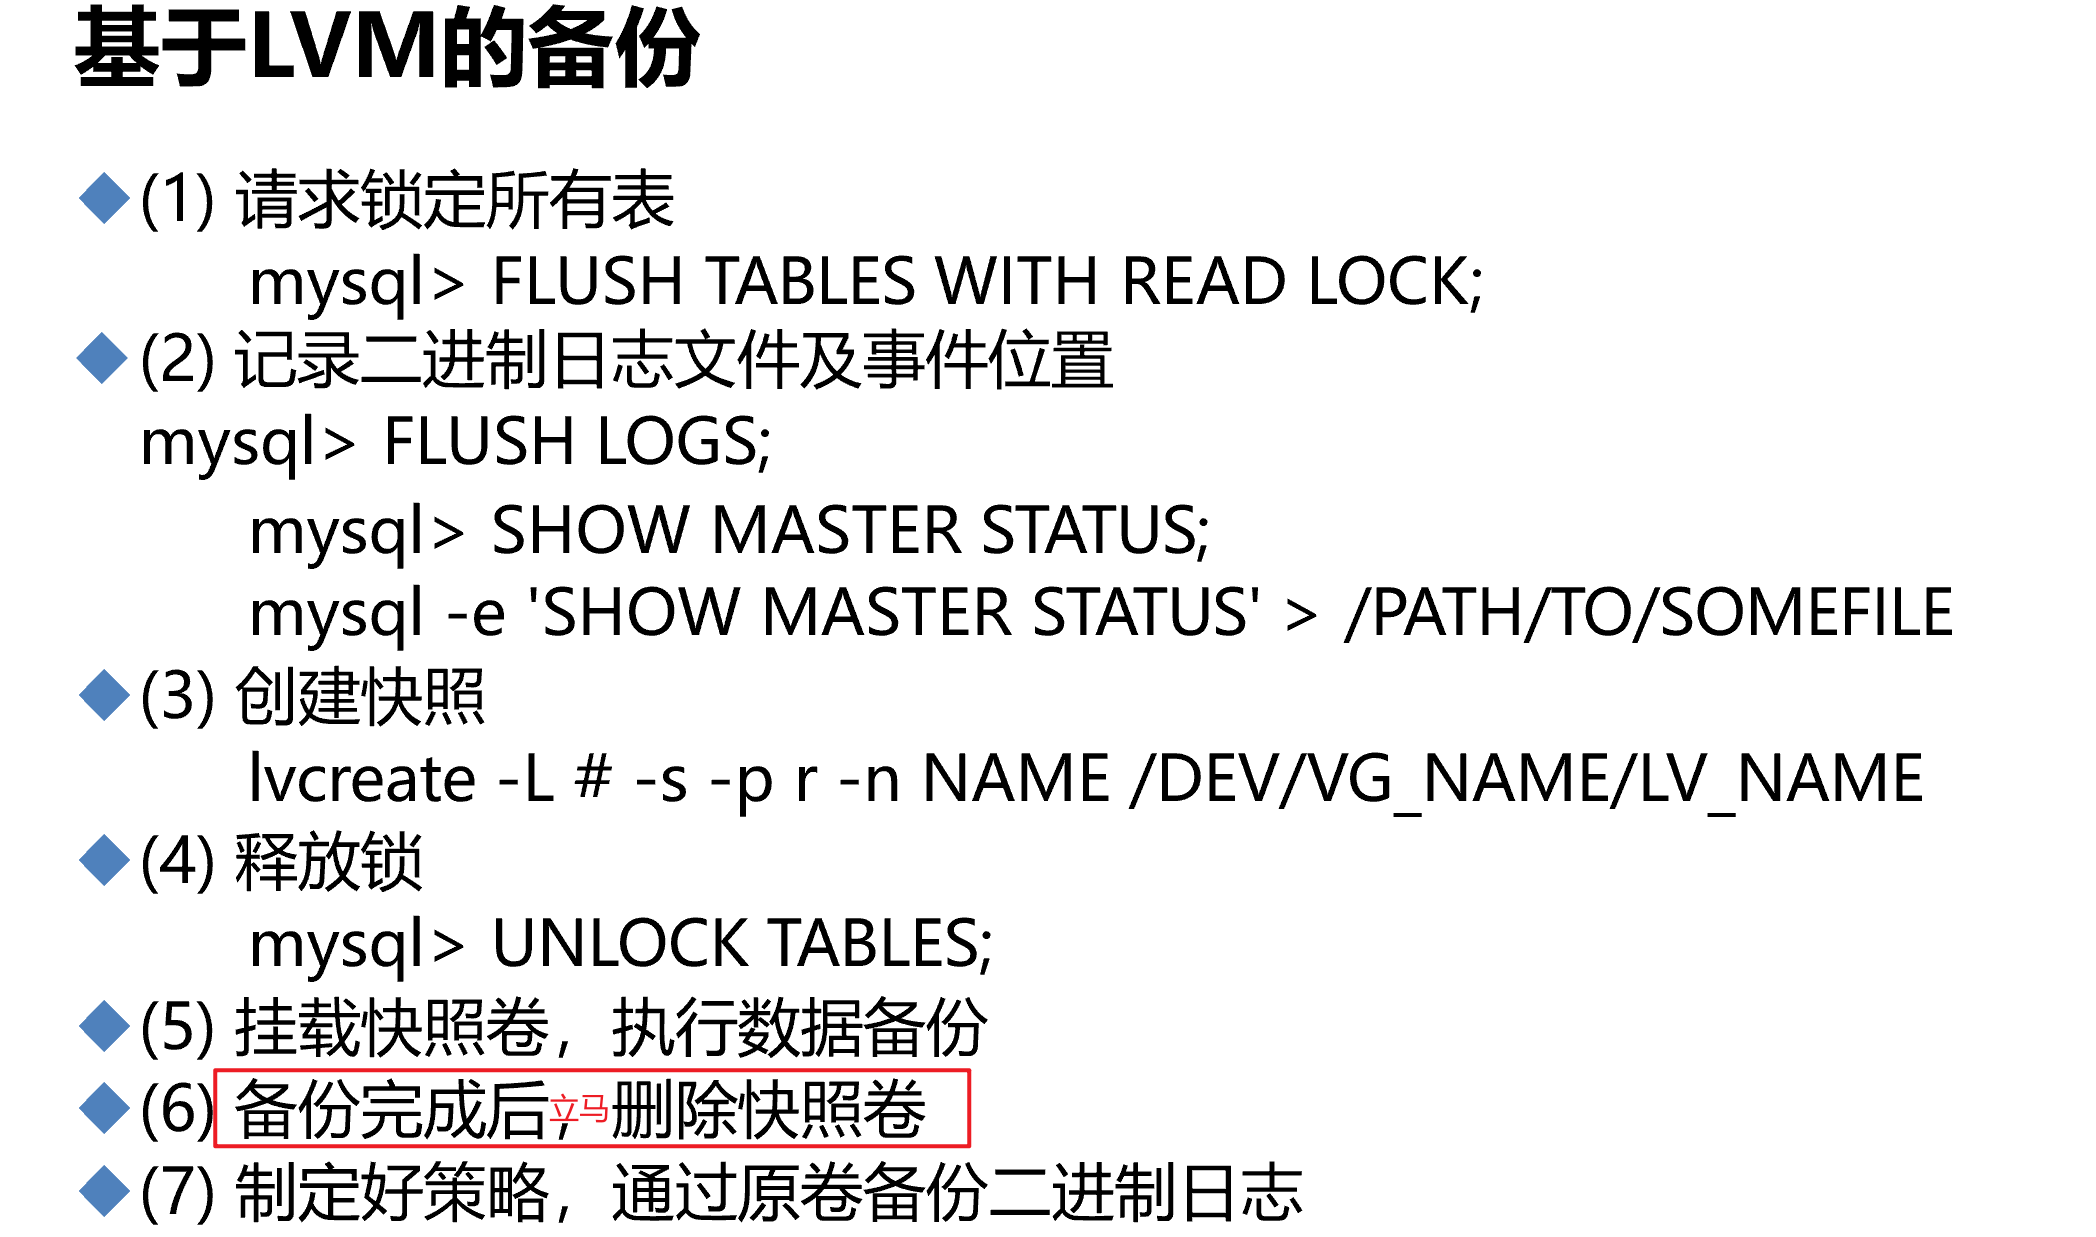 基于LVM的备份
(1) 请求锁定所有表
mysql> FLUSH TABLES WITH READ LOCK;
(2) 记录二进制日志文件及事件位置
mysql> FLUSH LOGS;
mysql> SHOW MASTER STATUS;
mysql -e 'SHOW MASTER STATUS' > /PATH/TO/SOMEFILE
(3) 创建快照
lvcreate -L # -s -p r -n NAME /DEV/VG_NAME/LV_NAME
(4) 释放锁
mysql> UNLOCK TABLES;
(5) 挂载快照卷，执行数据备份
(6) 备份完成后，立马删除快照卷
(7) 制定好策略，通过原卷备份二进制日志